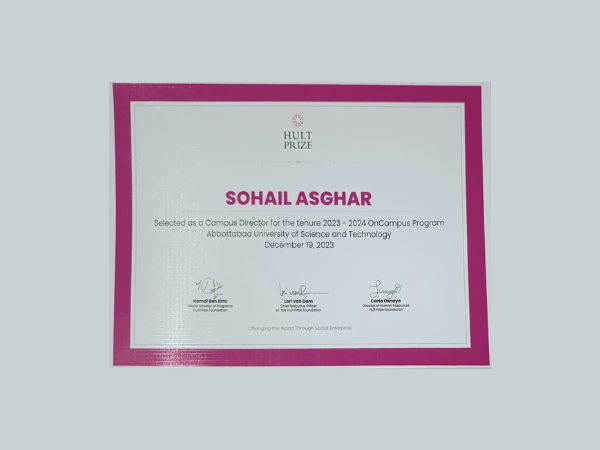 HULT
PRIZE
SOHAIL ASGHAR
Selected as a Campus Director for the tenure 2023 - 2024 OnCampus Program
Abbottabad University of Science and Technology
December 19, 2023
Hamdi Ben Elmi
Senior Director of Programs
Hult Prize Foundation
Lori van Dam
Chief Executive Officer
of the Hult Prize Foundation
Carla
Director of Human Resources
Hult Prize Foundation
Changing the World Through Social Enterprise